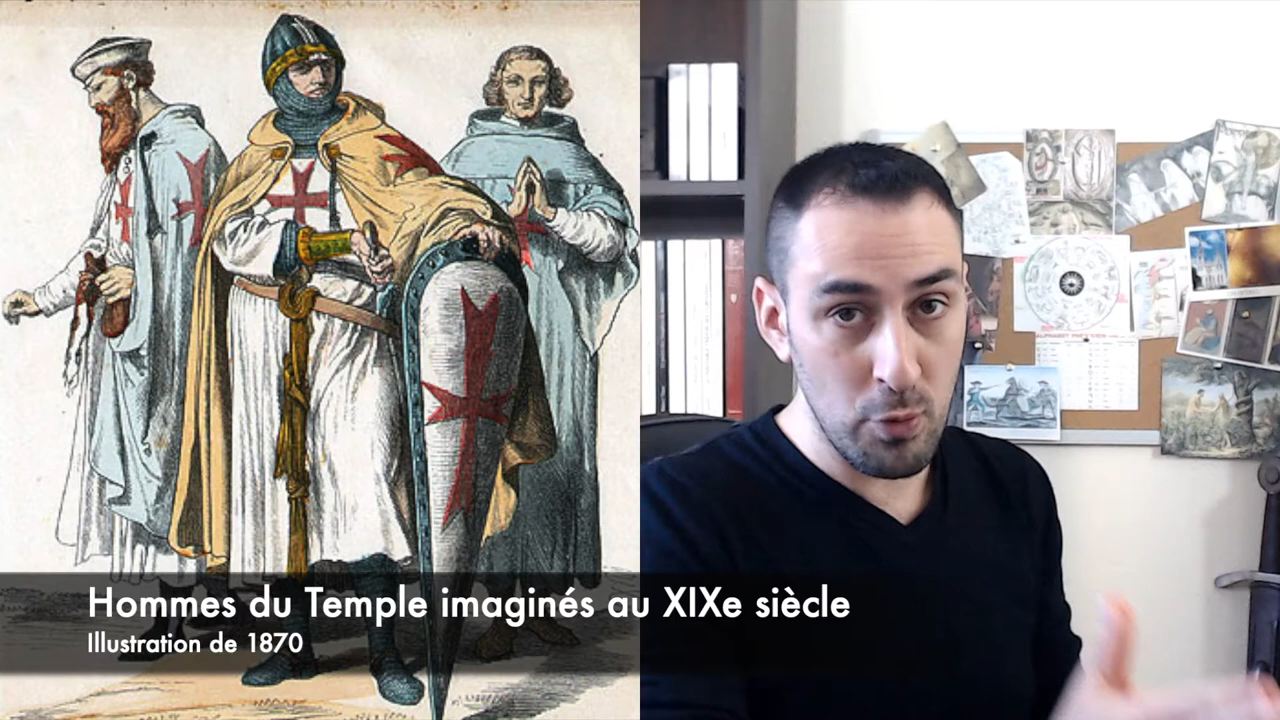 Hommes du Temple imaginés au XIXe siècle
Illustration de 1870